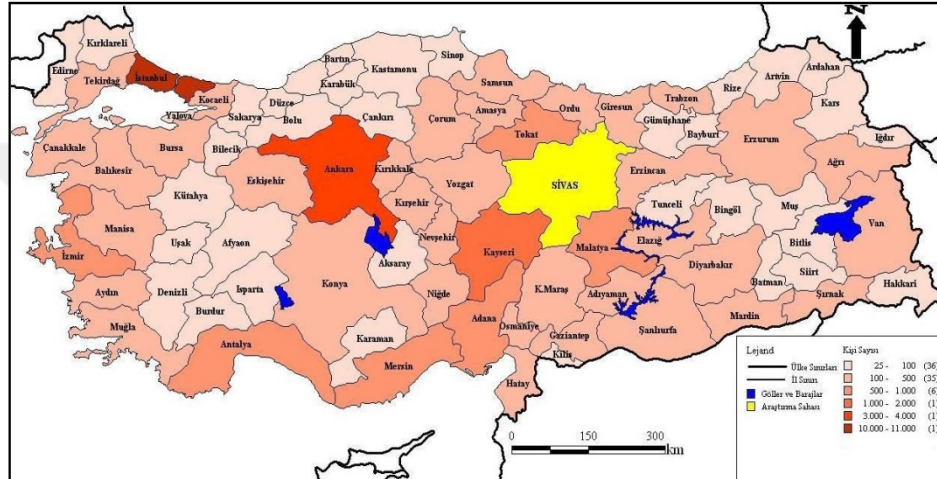 N
Kırklareli
Edirne
Tekirdağ
İstanbul
Kocaeli
Yalova
Sakarya
Düzce
Bolu
Bartın
Karabük
Kastamonu
Sinop
Çankırı
Samsun
Amasya
Çorum
Ordu
Tokat
Giresun
Trabzon
Gümüşhane
Bayburt
Rize
Artvin
Ardahan
Kars
Iğdır
Erzurum
Ağrı
Çanakkale
Balıkesir
Bursa
Bilecik
Kütahya
Eskişehir
Ankara
Kırıkkale
Kırşehir
Yozgat
SİVAS
Erzincan
Tunceli
Bingöl
Muş
Bitlis
Van
Manisa
İzmir
Uşak
Afyon
Aksaray
Nevşehir
Kayseri
Malatya
Elazığ
Diyarbakır
Batman
Siirt
Şırnak
Hakkari
Aydın
Denizli
Isparta
Burdur
Konya
Niğde
K.Maraş
Adıyaman
Muğla
Antalya
Karaman
Mersin
Adana
Osmaniye
Gaziantep
Kilis
Şanlıurfa
Mardin
Hatay
0 150 300
km
Lejand
Ülke Sınırları
İl Sınırı
Göller ve Barajlar
Araştırma Sahası
Kişi Sayısı
25 - 100 (36)
100 - 500 (35)
500 - 1.000 (6)
1.000 - 2.000 (1)
3.000 - 4.000 (1)
10.000 - 11.000 (1)